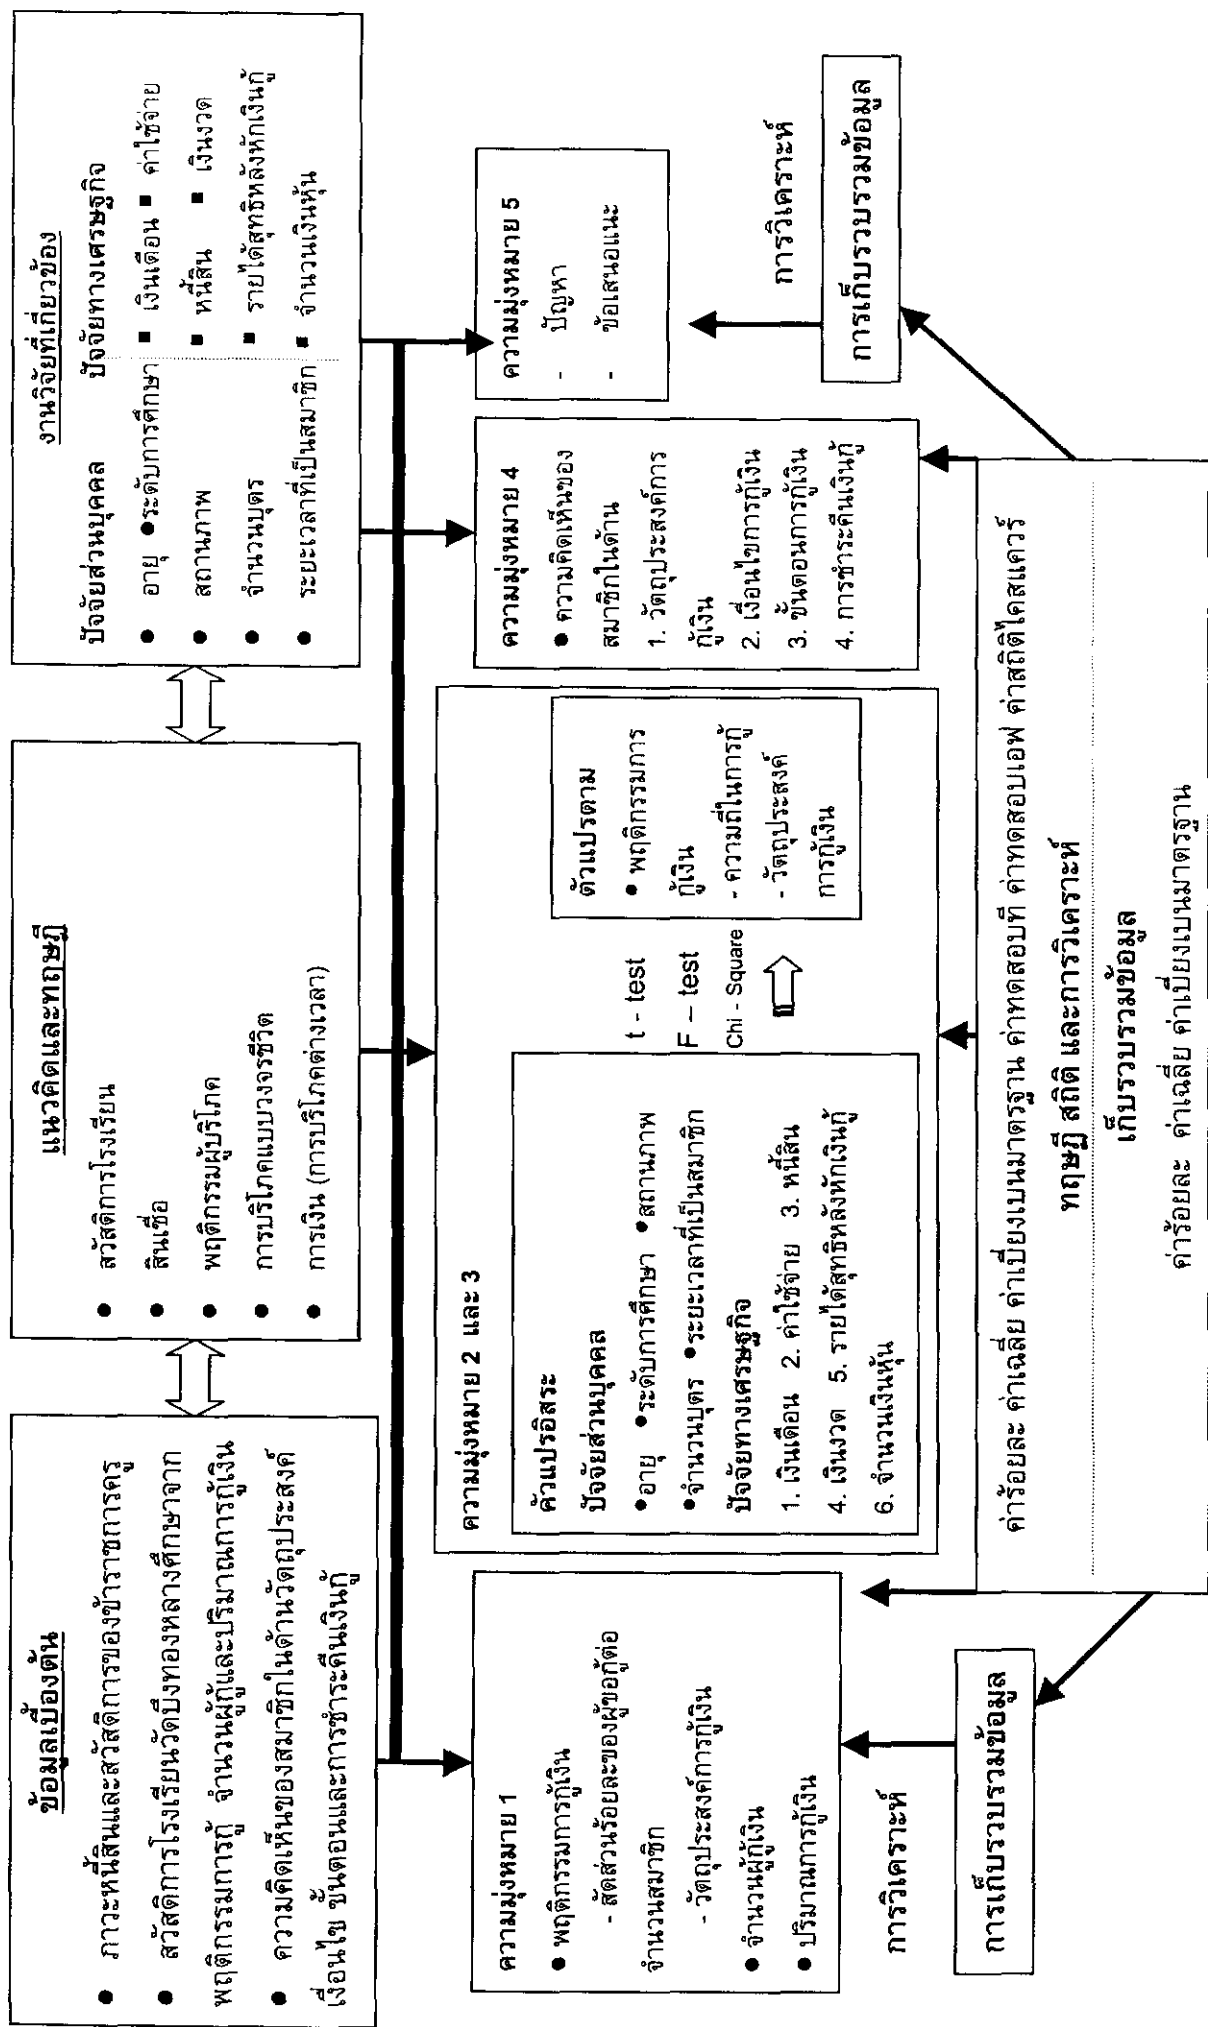 ข้อมูลเบื้องต้น
● ภาวะหนี้สินและสวัสดิการของข้าราชการครู
● สวัสดิการโรงเรียนวัดบึงทองหลางศึกษาจาก
พฤติกรรมการกู้ จำนวนผู้กู้และปริมาณการกู้เงิน
● ความคิดเห็นของสมาชิกในด้านวัตถุประสงค์
เงื่อนไข ขั้นตอนและการชำระคืนเงินกู้
แนวคิดและทฤษฎี
● สวัสดิการโรงเรียน
● สินเชื่อ
● พฤติกรรมผู้บริโภค
● การบริโภคแบบวงจรชีวิต
● การเงิน (การบริโภคต่างเวลา)
งานวิจัยที่เกี่ยวข้อง
ปัจจัยส่วนบุคคล ปัจจัยทางเศรษฐกิจ
● อายุ ●ระดับการศึกษา ■ เงินเดือน ■ ค่าใช้จ่าย
● สถานภาพ ■ หนี้สิน ■ เงินงวด
● จำนวนบุตร ■ รายได้สุทธิหลังหักเงินกู้
● ระยะเวลาที่เป็นสมาชิก ■ จำนวนเงินหุ้น
ความมุ่งหมาย 1
● พฤติกรรมการกู้เงิน
- สัดส่วนร้อยละของผู้ขอกู้ต่อ
จำนวนสมาชิก
- วัตถุประสงค์การกู้เงิน
● จำนวนผู้กู้เงิน
● ปริมาณการกู้เงิน
การวิเคราะห์
การเก็บรวบรวมข้อมูล
ความมุ่งหมาย 2 และ 3
ตัวแปรอิสระ
ปัจจัยส่วนบุคคล
●อายุ ●ระดับการศึกษา ●สถานภาพ
●จำนวนบุตร ●ระยะเวลาที่เป็นสมาชิก
ปัจจัยทางเศรษฐกิจ
1. เงินเดือน 2. ค่าใช้จ่าย 3. หนี้สิน
4. เงินงวด 5. รายได้สุทธิหลังหักเงินกู้
6. จำนวนเงินหุ้น
t - test
F – test
Chi - Square
ตัวแปรตาม
● พฤติกรรมการ
กู้เงิน
- ความถี่ในการกู้
- วัตถุประสงค์
การกู้เงิน
ความมุ่งหมาย 4
● ความคิดเห็นของ
สมาชิกในด้าน
1. วัตถุประสงค์การ
กู้เงิน
2. เงื่อนไขการกู้เงิน
3. ขั้นตอนการกู้เงิน
4. การชำระคืนเงินกู้
ความมุ่งหมาย 5
- ปัญหา
- ข้อเสนอแนะ
การวิเคราะห์
การเก็บรวบรวมข้อมูล
ค่าร้อยละ ค่าเฉลี่ย ค่าเบี่ยงเบนมาตรฐาน ค่าทดสอบที ค่าทดสอบเอฟ ค่าสถิติไคสแควร์
ทฤษฎี สถิติ และการวิเคราะห์
เก็บรวบรวมข้อมูล
ค่าร้อยละ ค่าเฉลี่ย ค่าเบี่ยงเบนมาตรฐาน